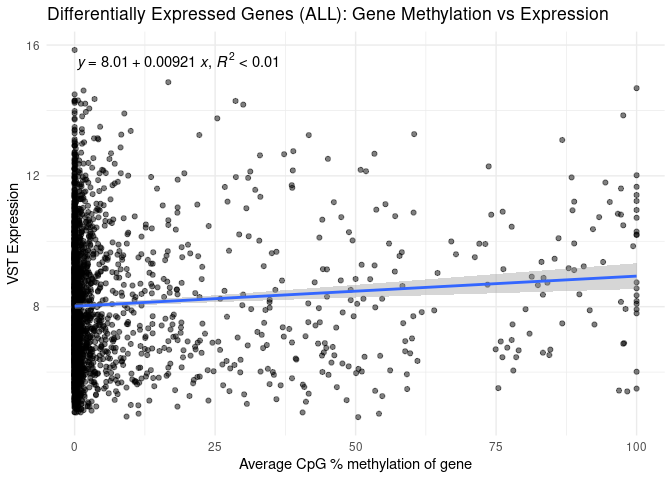 Differentially Expressed Genes (ALL): Gene Methylation vs Expression
16
y = 8.01 + 0.00921 x, R² < 0.01
12
VST Expression
8
0 25 50 75 100
Average CpG % methylation of gene